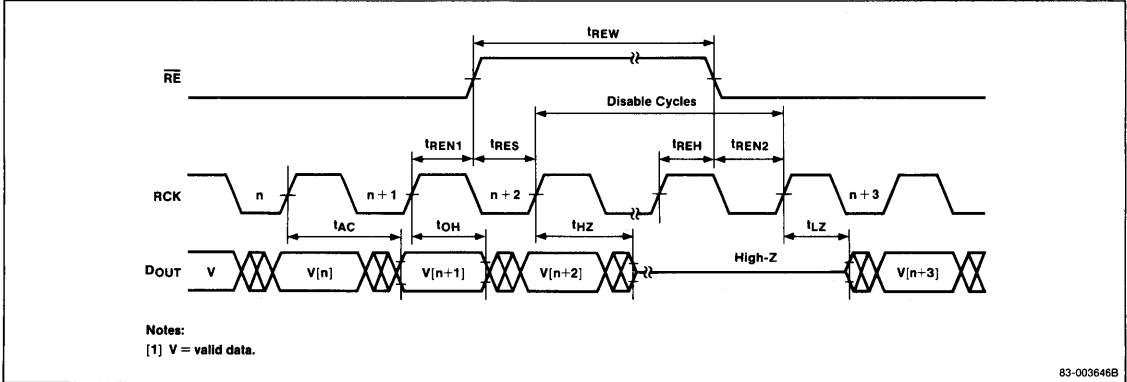 tREW
RE
Disable Cycles
tREN1 tRES tREH tREN2
RCK n n + 1 n + 2 n + 3
tAC tOH tHZ tLZ
DOUT V V[n] V[n+1] V[n+2] High-Z V[n+3]
Notes:
[1] V = valid data.
83-003646B